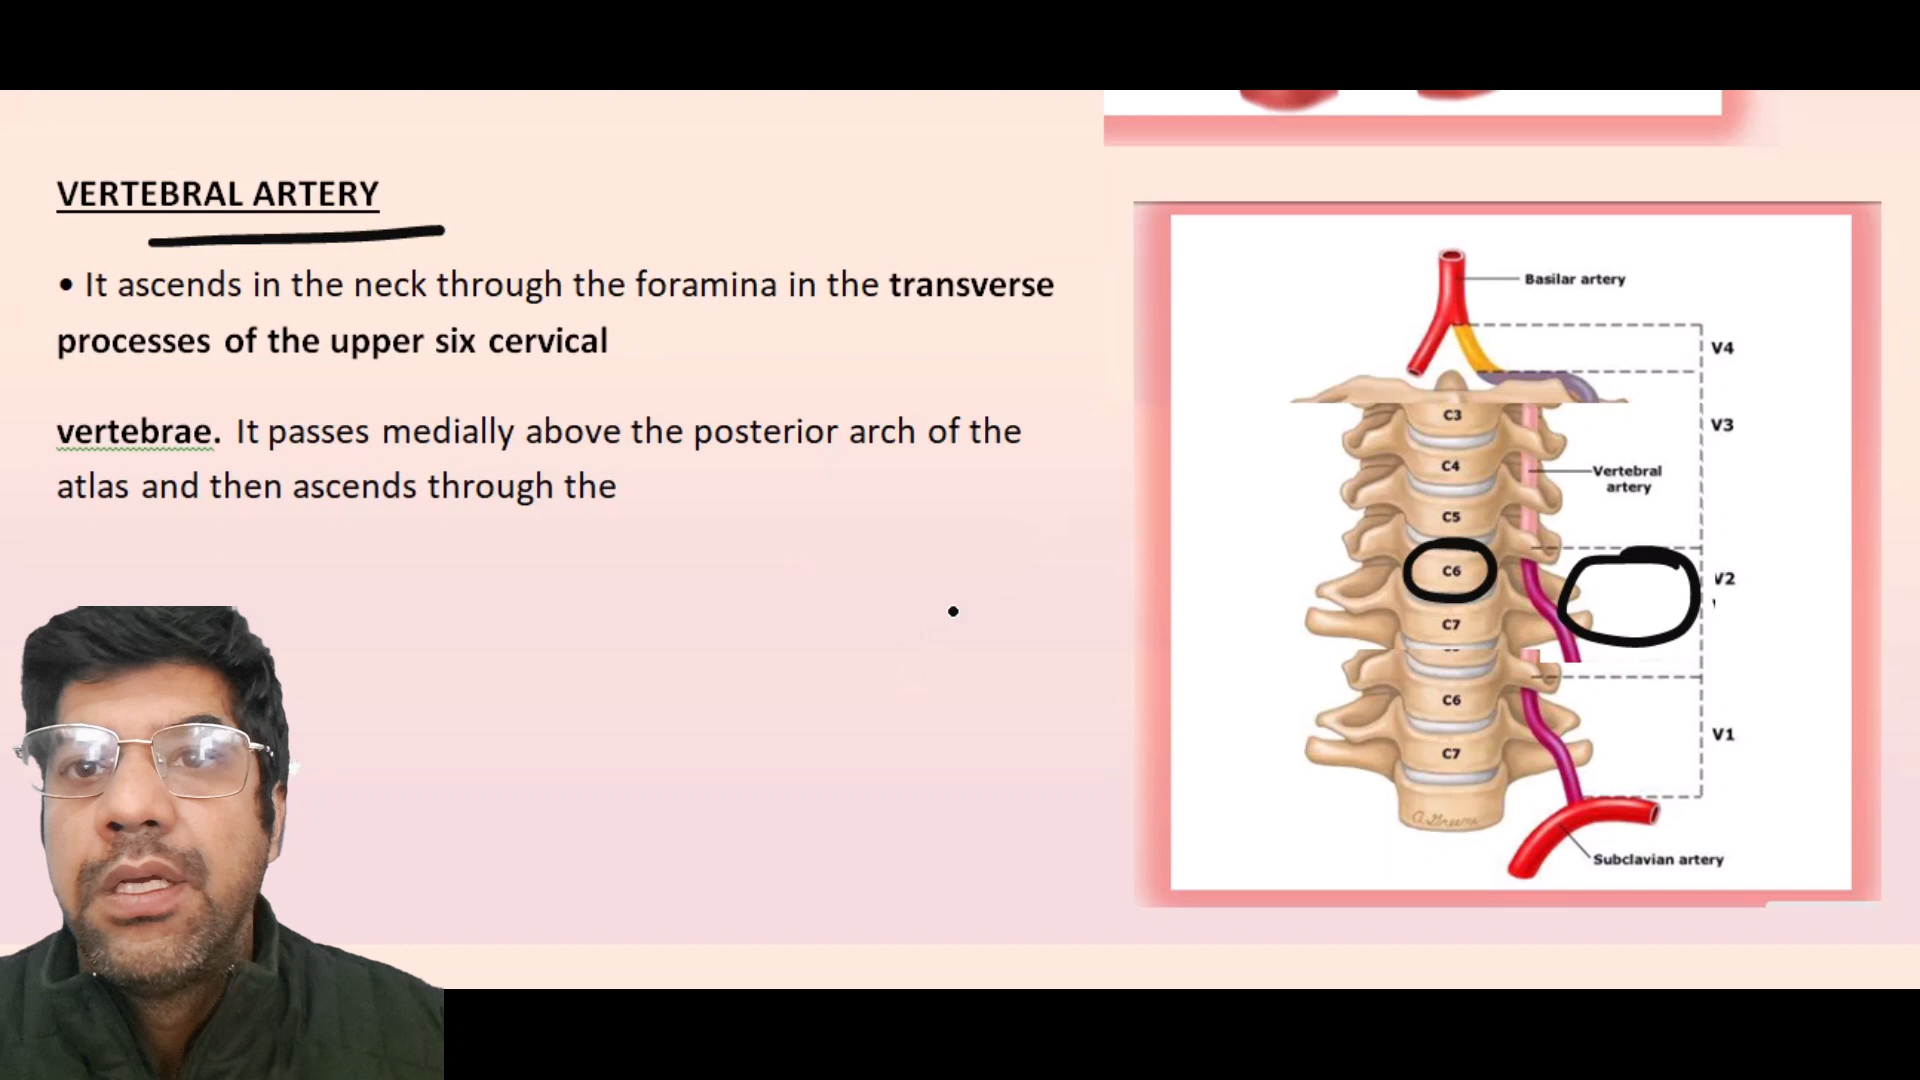 VERTEBRAL ARTERY
• It ascends in the neck through the foramina in the transverse
processes of the upper six cervical
vertebrae. It passes medially above the posterior arch of the
atlas and then ascends through the
Basilar artery
V4
C3
V3
C4
Vertebral
artery
C5
C6
V2
C7
C6
V1
C7
Subclavian artery